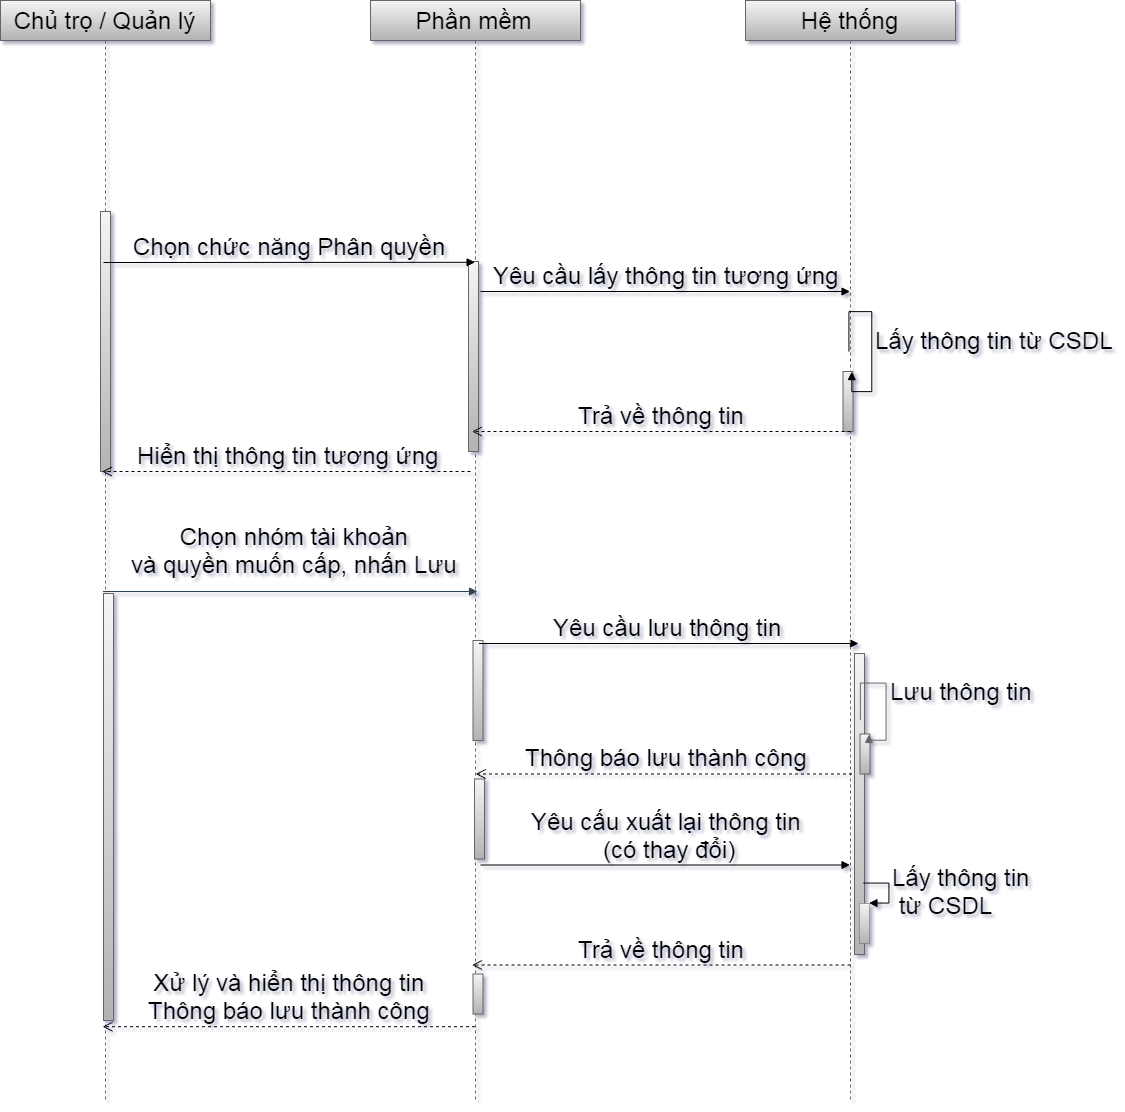 Chủ trọ / Quản lý
Phần mềm
Hệ thống
Chọn chức năng Phân quyền
Yêu cầu lấy thông tin tương ứng
Lấy thông tin từ CSDL
Trả về thông tin
Hiển thị thông tin tương ứng
Chọn nhóm tài khoản
và quyền muốn cấp, nhấn Lưu
Yêu cầu lưu thông tin
Lưu thông tin
Thông báo lưu thành công
Yêu cấu xuất lại thông tin
(có thay đổi)
Lấy thông tin
từ CSDL
Trả về thông tin
Xử lý và hiển thị thông tin
Thông báo lưu thành công